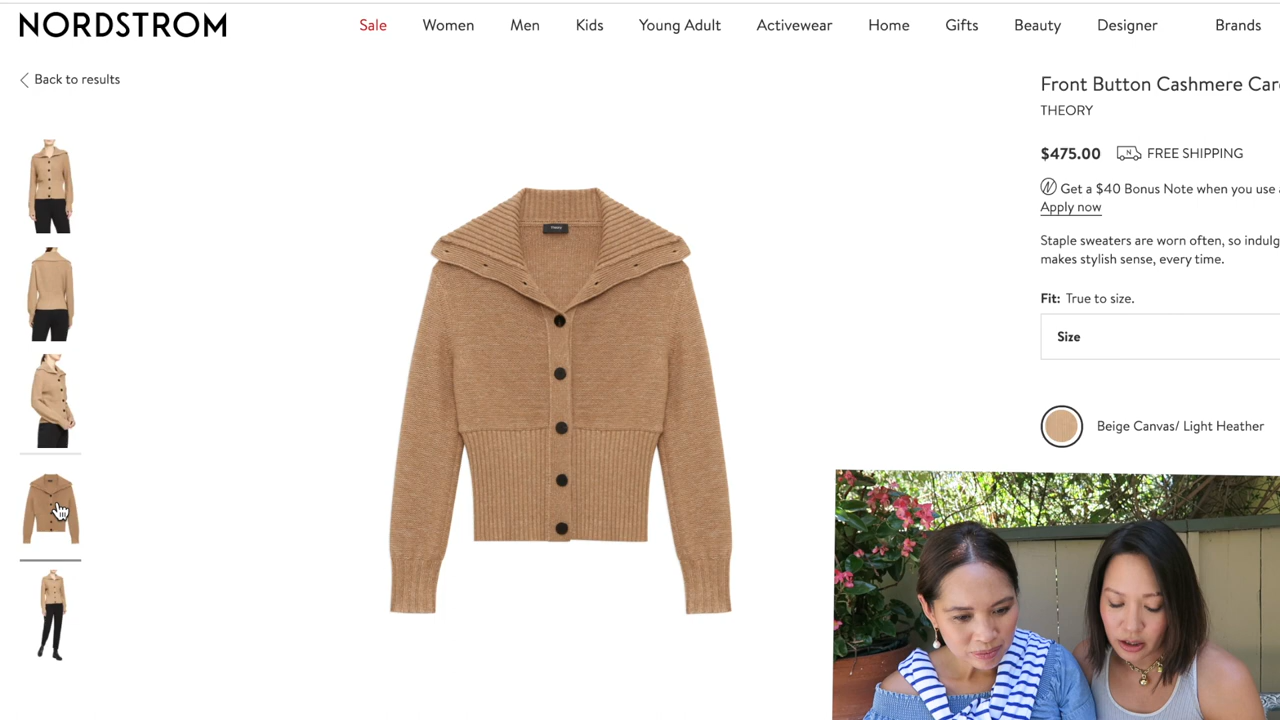 NORDSTROM
Sale Women Men Kids Young Adult Activewear Home Gifts Beauty Designer Brands
Back to results
Front Button Cashmere Car
THEORY
$475.00 N FREE SHIPPING
N Get a $40 Bonus Note when you use
Apply now
Staple sweaters are worn often, so indulg
makes stylish sense, every time.
Fit: True to size.
Size
Beige Canvas/ Light Heather
theory